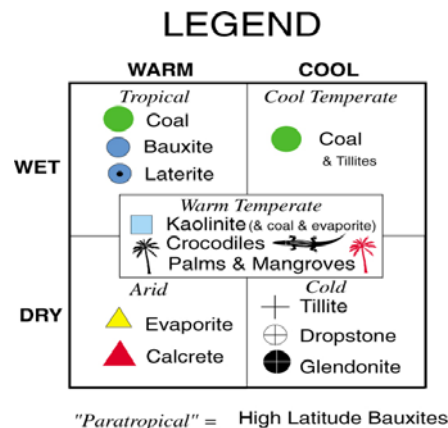 LEGEND
WARM COOL
Tropical
Coal
Bauxite
Laterite
Cool Temperate
Coal
& Tillites
WET
Warm Temperate
Kaolinite (& coal & evaporite)
Crocodiles
Palms & Mangroves
DRY
Arid
Evaporite
Calcrete
Cold
Tillite
Dropstone
Glendonite
"Paratropical" = High Latitude Bauxites